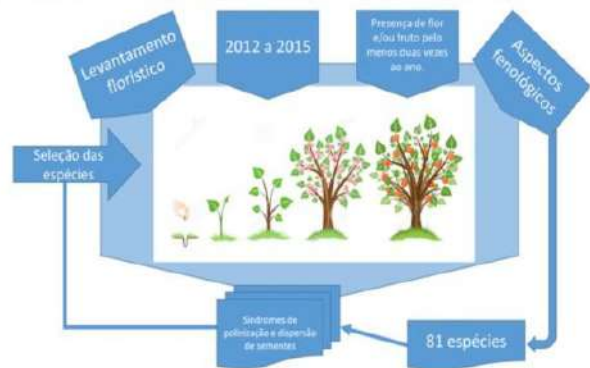 Levantamento
florístico
2012 a 2015
Presença de flor
e/ou fruto pelo
menos duas vezes
ao ano.
Aspectos
fenológicos
Seleção das
espécies
Síndromes de
polinização e dispersão
de sementes
81 espécies